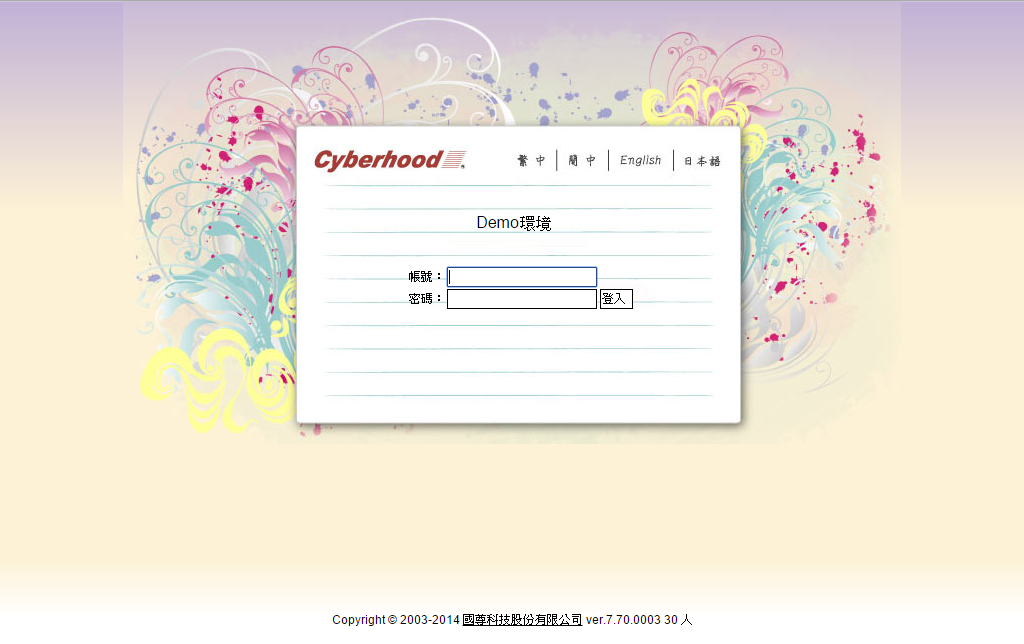 Cyberhood 繁中 簡中 English 日本語
Demo環境
帳號：
密碼： 登入
Copyright © 2003-2014 國尊科技股份有限公司 ver.7.70.0003 30 人